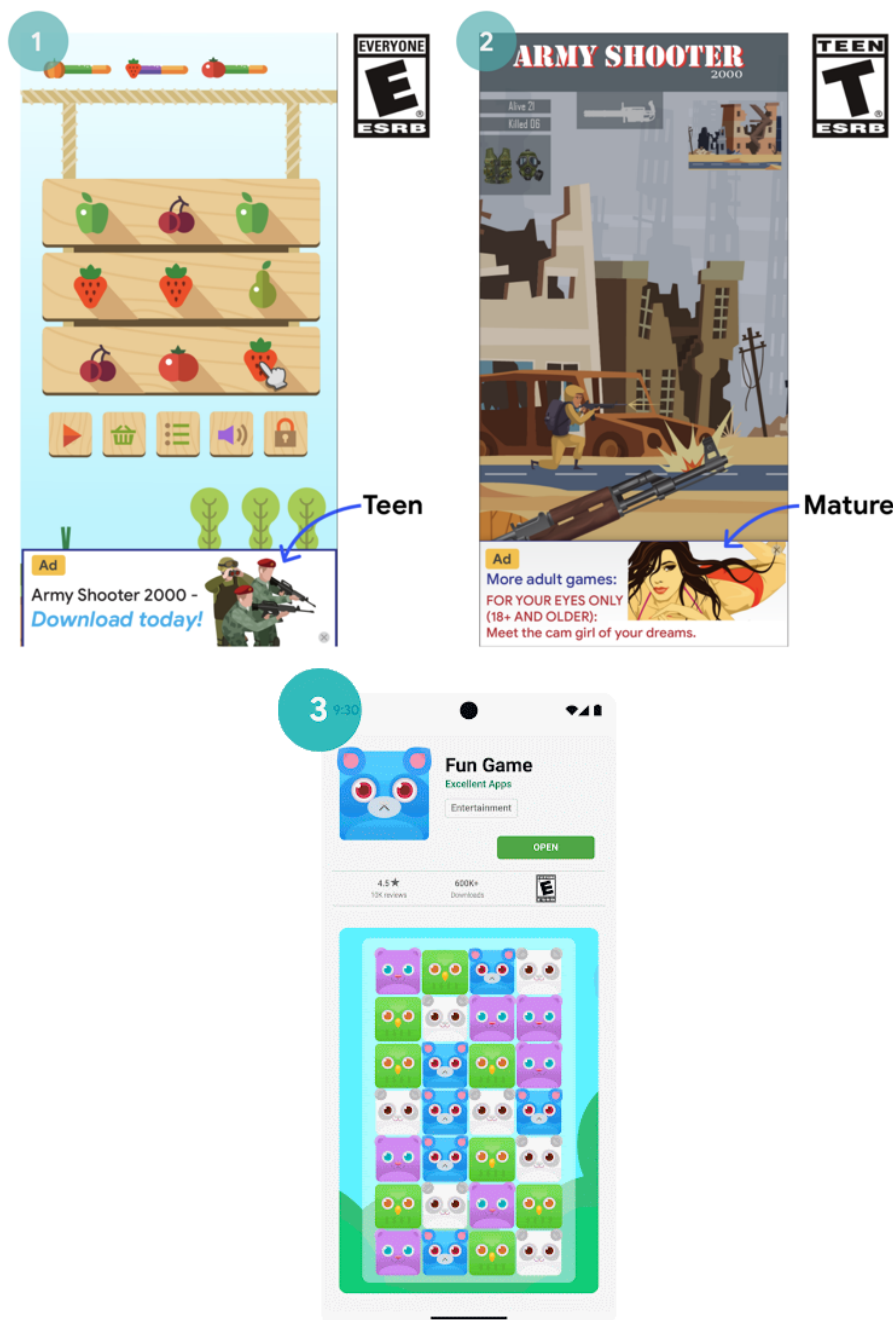 1
EVERYONE
E
®
ESRB
Teen
Ad
Army Shooter 2000 -
Download today!
2
ARMY SHOOTER
2000
TEEN
T
®
ESRB
Alive 21
Killed 06
Mature
Ad
More adult games:
FOR YOUR EYES ONLY
(18+ AND OLDER):
Meet the cam girl of your dreams.
3
9:30
Fun Game
Excellent Apps
Entertainment
OPEN
4.5★
10K reviews
600K+
Downloads
EVERYONE
E
ESRB